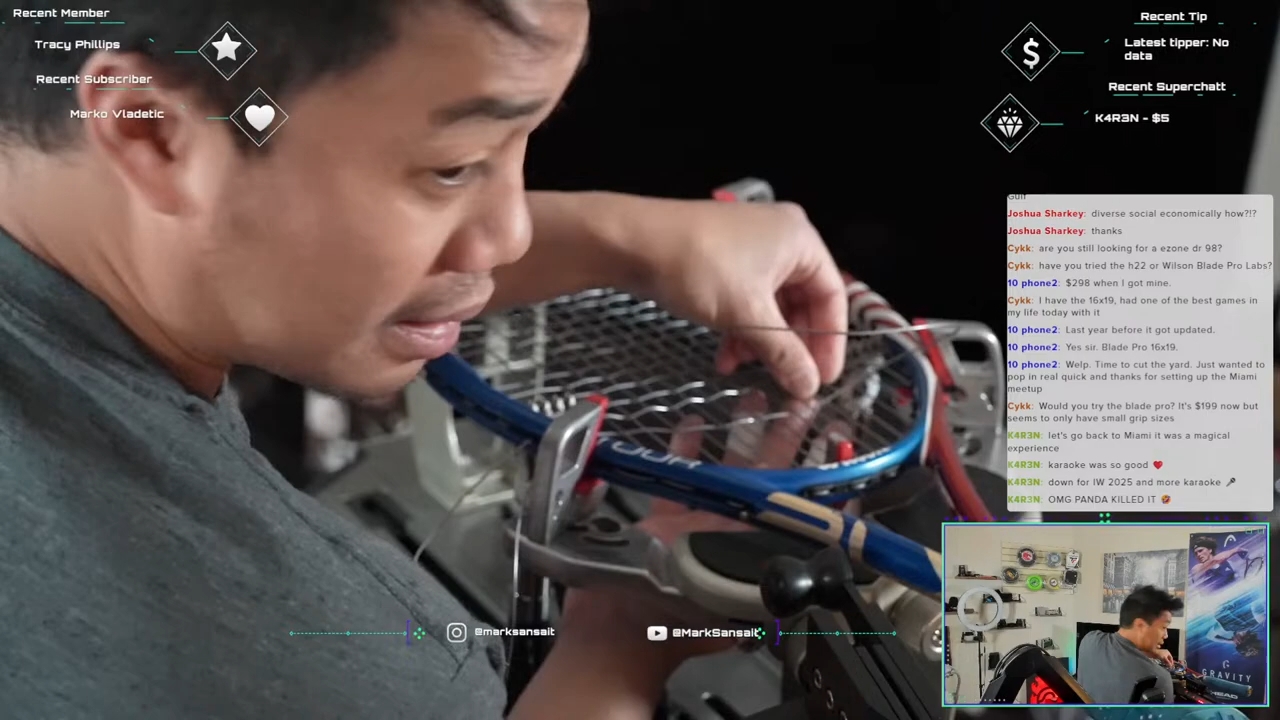 Recent Member
Tracy Phillips
Recent Subscriber
Marko Vladetic
Recent Tip
Latest tipper: No
data
Recent Superchatt
K4R3N - $5
Joshua Sharkey: diverse social economically how?!?
Joshua Sharkey: thanks
Cykk: are you still looking for a ezone dr 98?
Cykk: have you tried the h22 or Wilson Blade Pro Labs?
10 phone2: $298 when I got mine.
Cykk: I have the 16x19, had one of the best games in
my life today with it
10 phone2: Last year before it got updated.
10 phone2: Yes sir. Blade Pro 16x19.
10 phone2: Welp. Time to cut the yard. Just wanted to
pop in real quick and thanks for setting up the Miami
meetup
Cykk: Would you try the blade pro? It's $199 now but
seems to only have small grip sizes
K4R3N: let's go back to Miami it was a magical
experience
K4R3N: karaoke was so good ❤️
K4R3N: down for IW 2025 and more karaoke 🎤
K4R3N: OMG PANDA KILLED IT 🤯
TOUR
@marksansait
@MarkSansait
HEAD
GRAVITY
HEAD